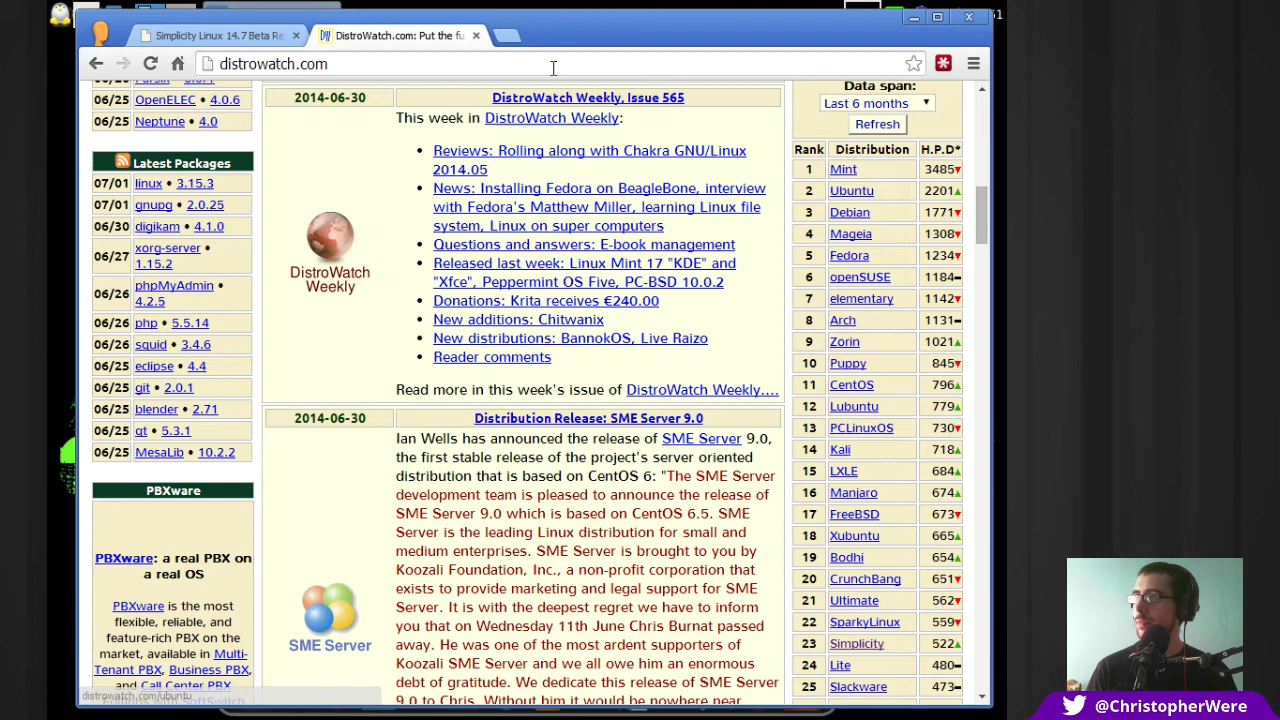 Simplicity Linux 14.7 Beta Re
DistroWatch.com: Put the fu
distrowatch.com
OpenELEC • 4.0.6
06/25
Neptune • 4.0
06/25
Latest Packages
07/01 linux • 3.15.3
07/01 gnupg • 2.0.25
06/30 digikam • 4.1.0
06/27 xorg-server •
1.15.2
06/26 phpMyAdmin •
4.2.5
06/26 php • 5.5.14
06/26 squid • 3.4.6
06/25 eclipse • 4.4
06/25 git • 2.0.1
06/25 blender • 2.71
06/25 qt • 5.3.1
06/25 MesaLib • 10.2.2
PBXware
PBXware: a real PBX on
a real OS
PBXware is the most
flexible, reliable, and
feature-rich PBX on the
market, available in Multi-
Tenant PBX, Business PBX,
and Call Center PBX
distrowatch.com/ubuntu
2014-06-30
DistroWatch Weekly, Issue 565
This week in DistroWatch Weekly:
• Reviews: Rolling along with Chakra GNU/Linux
2014.05
• News: Installing Fedora on BeagleBone, interview
with Fedora's Matthew Miller, learning Linux file
system, Linux on super computers
• Questions and answers: E-book management
• Released last week: Linux Mint 17 "KDE" and
"Xfce", Peppermint OS Five, PC-BSD 10.0.2
• Donations: Krita receives €240.00
• New additions: Chitwanix
• New distributions: BannokOS, Live Raizo
• Reader comments
DistroWatch
Weekly
Read more in this week's issue of DistroWatch Weekly....
2014-06-30
Distribution Release: SME Server 9.0
Ian Wells has announced the release of SME Server 9.0,
the first stable release of the project's server oriented
distribution that is based on CentOS 6: "The SME Server
development team is pleased to announce the release of
SME Server 9.0 which is based on CentOS 6.5. SME
Server is the leading Linux distribution for small and
medium enterprises. SME Server is brought to you by
Koozali Foundation, Inc., a non-profit corporation that
exists to provide marketing and legal support for SME
Server. It is with the deepest regret we have to inform
you that on Wednesday 11th June Chris Burnat passed
away. He was one of the most ardent supporters of
Koozali SME Server and we all owe him an enormous
debt of gratitude. We dedicate this release of SME Server
9.0 to Chris. Without him it would be nowhere near
SME Server
Data span:
Last 6 months
Refresh
Rank Distribution H.P.D*
1 Mint 3485
2 Ubuntu 2201
3 Debian 1771
4 Mageia 1308
5 Fedora 1234
6 openSUSE 1184
7 elementary 1142
8 Arch 1131
9 Zorin 1021
10 Puppy 845
11 CentOS 796
12 Lubuntu 779
13 PCLinuxOS 730
14 Kali 718
15 LXLE 684
16 Manjaro 674
17 FreeBSD 673
18 Xubuntu 665
19 Bodhi 654
20 CrunchBang 651
21 Ultimate 562
22 SparkyLinux 559
23 Simplicity 522
24 Lite 480
25 Slackware 473
@ChristopherWere